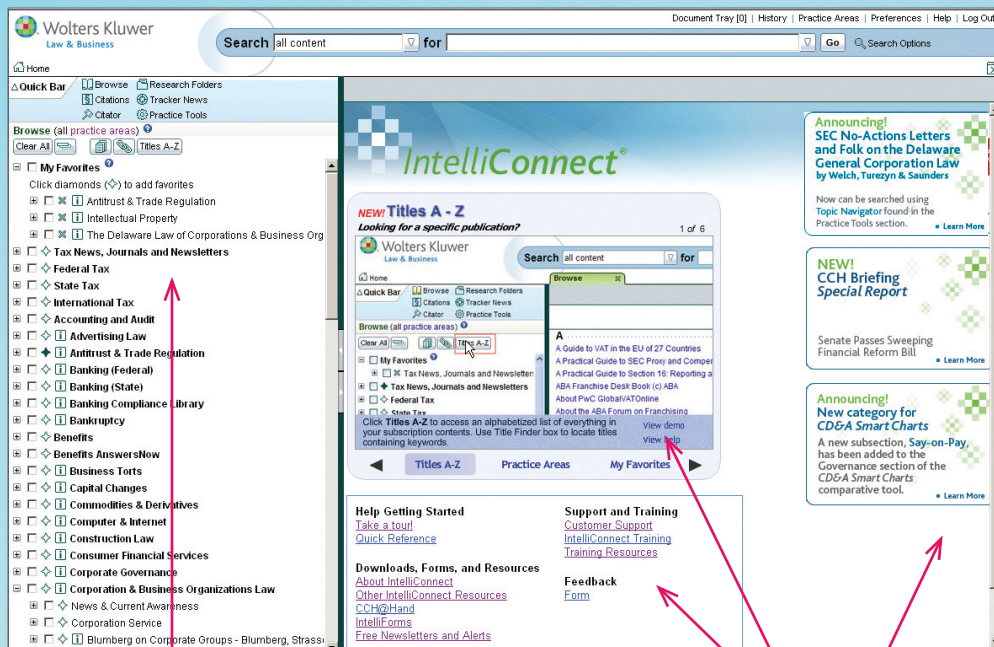 Document Tray [0] | History | Practice Areas | Preferences | Help | Log Out
Wolters Kluwer
Law & Business
Search all content for Go Search Options
Home
Quick Bar Browse Research Folders
Citations Tracker News
Citator Practice Tools
Browse (all practice areas)
Clear All Titles A-Z
My Favorites
Click diamonds ( ) to add favorites
Antitrust & Trade Regulation
Intellectual Property
The Delaware Law of Corporations & Business Org
Tax News, Journals and Newsletters
Federal Tax
State Tax
International Tax
Accounting and Audit
Advertising Law
Antitrust & Trade Regulation
Banking (Federal)
Banking (State)
Banking Compliance Library
Bankruptcy
Benefits
Benefits AnswersNow
Business Torts
Capital Changes
Commodities & Derivatives
Computer & Internet
Construction Law
Consumer Financial Services
Corporate Governance
Corporation & Business Organizations Law
News & Current Awareness
Corporation Service
Blumberg on Corporate Groups - Blumberg, Strass
IntelliConnect®
NEW! Titles A - Z
Looking for a specific publication? 1 of 6
Wolters Kluwer
Law & Business
Search all content for
Home
Browse
Quick Bar Browse Research Folders
Citations Tracker News
Citator Practice Tools
Browse (all practice areas)
Clear All Titles A-Z
My Favorites
Tax News, Journals and Newsletter
Tax News, Journals and Newsletters
Federal Tax
State Tax
A
A Guide to VAT in the EU of 27 Countries
A Practical Guide to SEC Proxy and Comper
A Practical Guide to Section 16: Reporting a
ABA Franchise Desk Book (c) ABA
About PwC GlobalVATOnline
About the ABA Forum on Franchising
Click Titles A-Z to access an alphabetized list of everything in
your subscription contents. Use Title Finder box to locate titles
containing keywords.
View demo
View help
Titles A-Z Practice Areas My Favorites
Help Getting Started
Take a tour!
Quick Reference
Downloads, Forms, and Resources
About IntelliConnect
Other IntelliConnect Resources
CCH@Hand
IntelliForms
Free Newsletters and Alerts
Support and Training
Customer Support
IntelliConnect Training
Training Resources
Feedback
Form
Announcing!
SEC No-Actions Letters
and Folk on the Delaware
General Corporation Law
by Welch, Turezyn & Saunders
Now can be searched using
Topic Navigator found in the
Practice Tools section.
Learn More
NEW!
CCH Briefing
Special Report
Senate Passes Sweeping
Financial Reform Bill
Learn More
Announcing!
New category for
CD&A Smart Charts
A new subsection, Say-on-Pay,
has been added to the
Governance section of the
CD&A Smart Charts
comparative tool.
Learn More